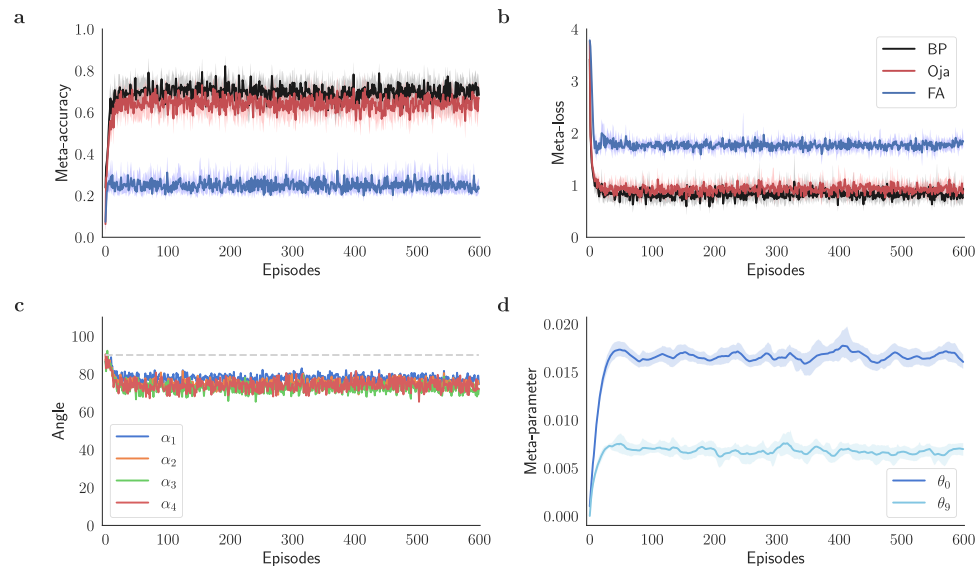 a
Meta-accuracy
1.0
0.8
0.6
0.4
0.2
0.0
0 100 200 300 400 500 600
Episodes
b
Meta-loss
4
3
2
1
0
BP
Oja
FA
0 100 200 300 400 500 600
Episodes
c
Angle
100
80
60
40
20
0
α₁
α₂
α₃
α₄
0 100 200 300 400 500 600
Episodes
d
Meta-parameter
0.020
0.015
0.010
0.005
0.000
θ₀
θ₉
0 100 200 300 400 500 600
Episodes